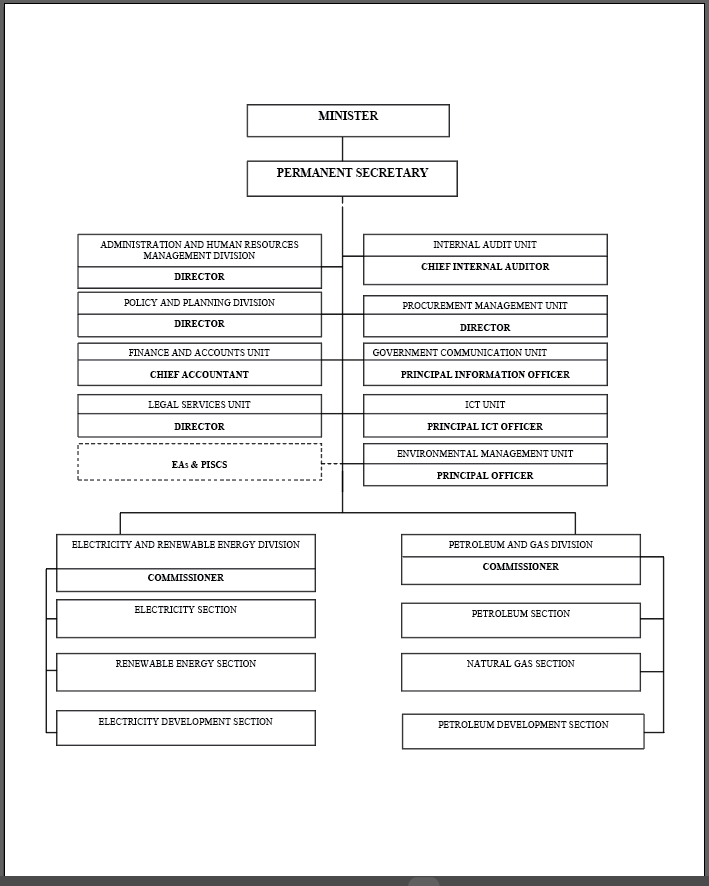 MINISTER
PERMANENT SECRETARY
ADMINISTRATION AND HUMAN RESOURCES
MANAGEMENT DIVISION
DIRECTOR
INTERNAL AUDIT UNIT
CHIEF INTERNAL AUDITOR
POLICY AND PLANNING DIVISION
DIRECTOR
PROCUREMENT MANAGEMENT UNIT
DIRECTOR
FINANCE AND ACCOUNTS UNIT
CHIEF ACCOUNTANT
GOVERNMENT COMMUNICATION UNIT
PRINCIPAL INFORMATION OFFICER
LEGAL SERVICES UNIT
DIRECTOR
ICT UNIT
PRINCIPAL ICT OFFICER
EAs & PISCS
ENVIRONMENTAL MANAGEMENT UNIT
PRINCIPAL OFFICER
ELECTRICITY AND RENEWABLE ENERGY DIVISION
COMMISSIONER
ELECTRICITY SECTION
RENEWABLE ENERGY SECTION
ELECTRICITY DEVELOPMENT SECTION
PETROLEUM AND GAS DIVISION
COMMISSIONER
PETROLEUM SECTION
NATURAL GAS SECTION
PETROLEUM DEVELOPMENT SECTION